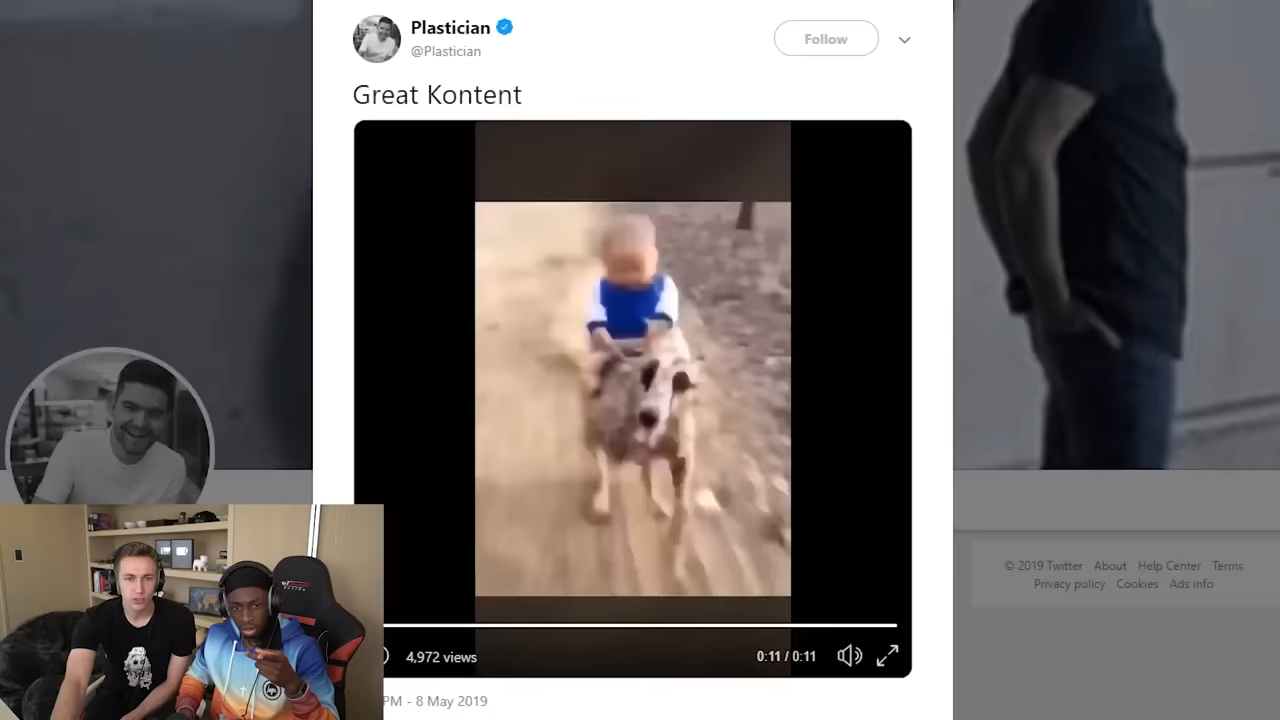 Plastician
@Plastician
Follow
Great Kontent
4,972 views
0:11 / 0:11
PM - 8 May 2019
© 2019 Twitter About Help Center Terms
Privacy policy Cookies Ads info